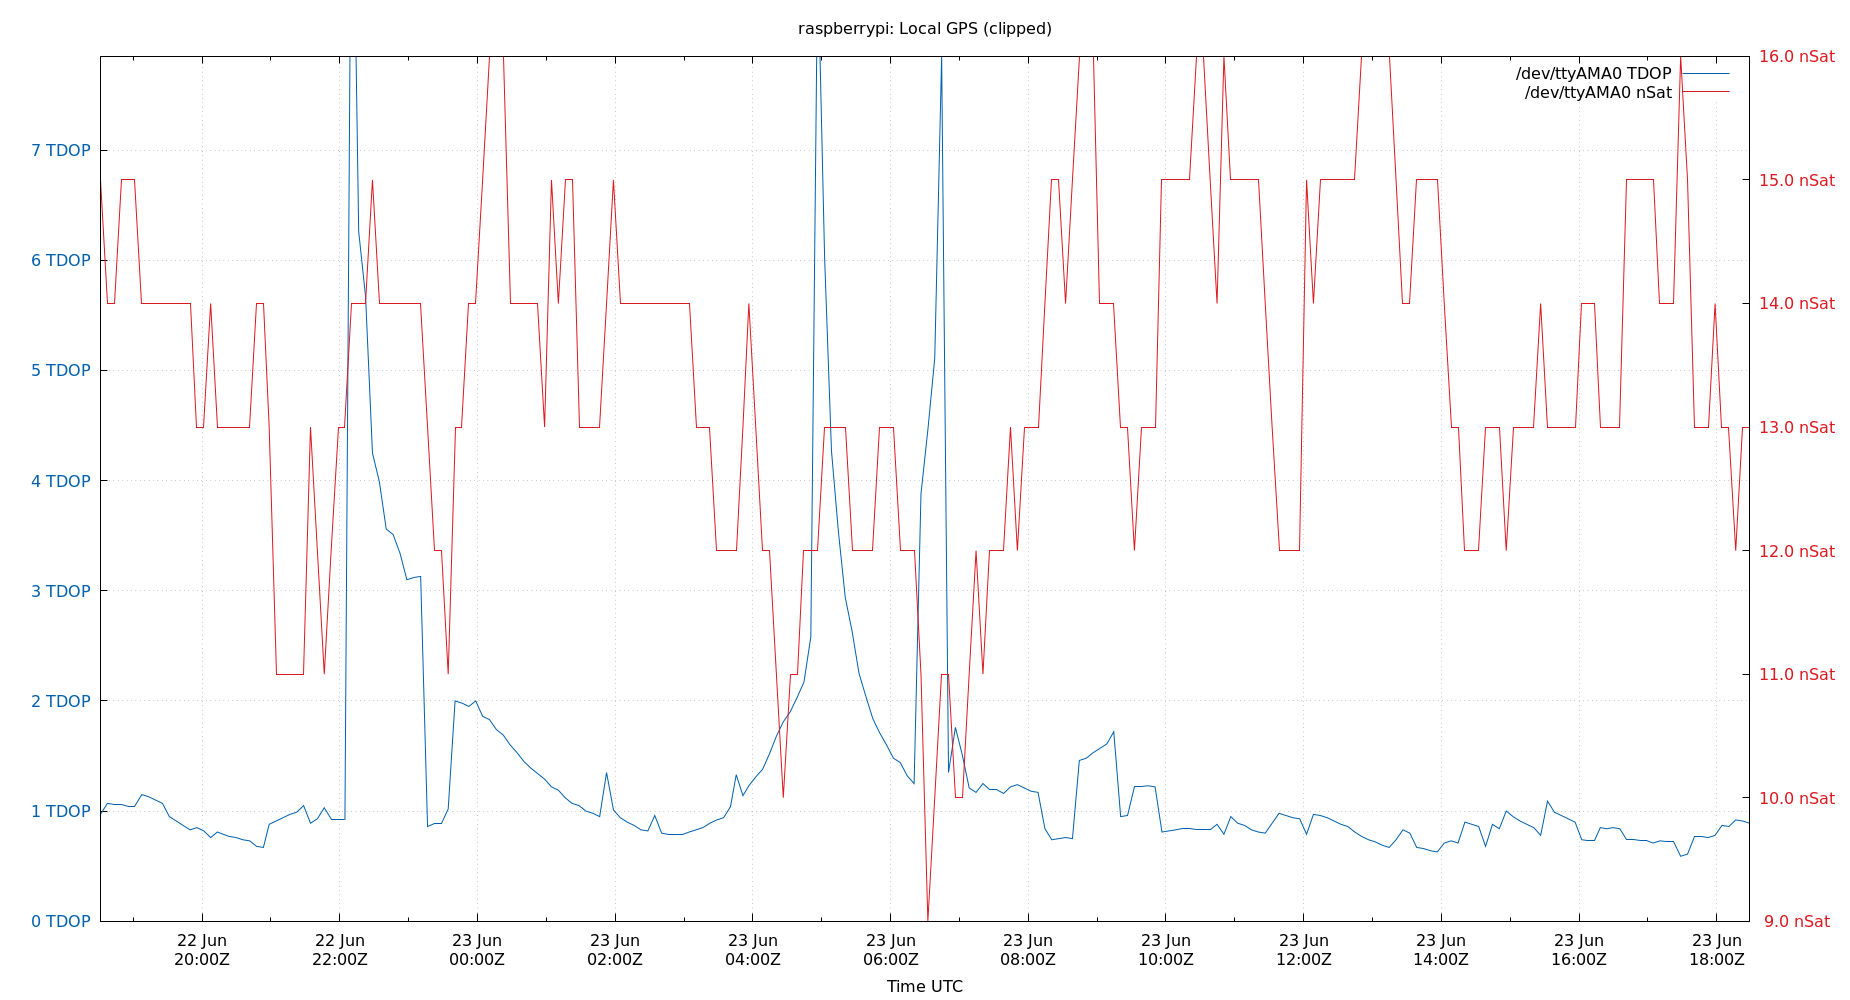 raspberrypi: Local GPS (clipped)
/dev/ttyAMA0 TDOP
/dev/ttyAMA0 nSat
7 TDOP
6 TDOP
5 TDOP
4 TDOP
3 TDOP
2 TDOP
1 TDOP
0 TDOP
16.0 nSat
15.0 nSat
14.0 nSat
13.0 nSat
12.0 nSat
11.0 nSat
10.0 nSat
9.0 nSat
22 Jun 22 Jun 23 Jun 23 Jun 23 Jun 23 Jun 23 Jun 23 Jun 23 Jun 23 Jun 23 Jun 23 Jun
20:00Z 22:00Z 00:00Z 02:00Z 04:00Z 06:00Z 08:00Z 10:00Z 12:00Z 14:00Z 16:00Z 18:00Z
Time UTC